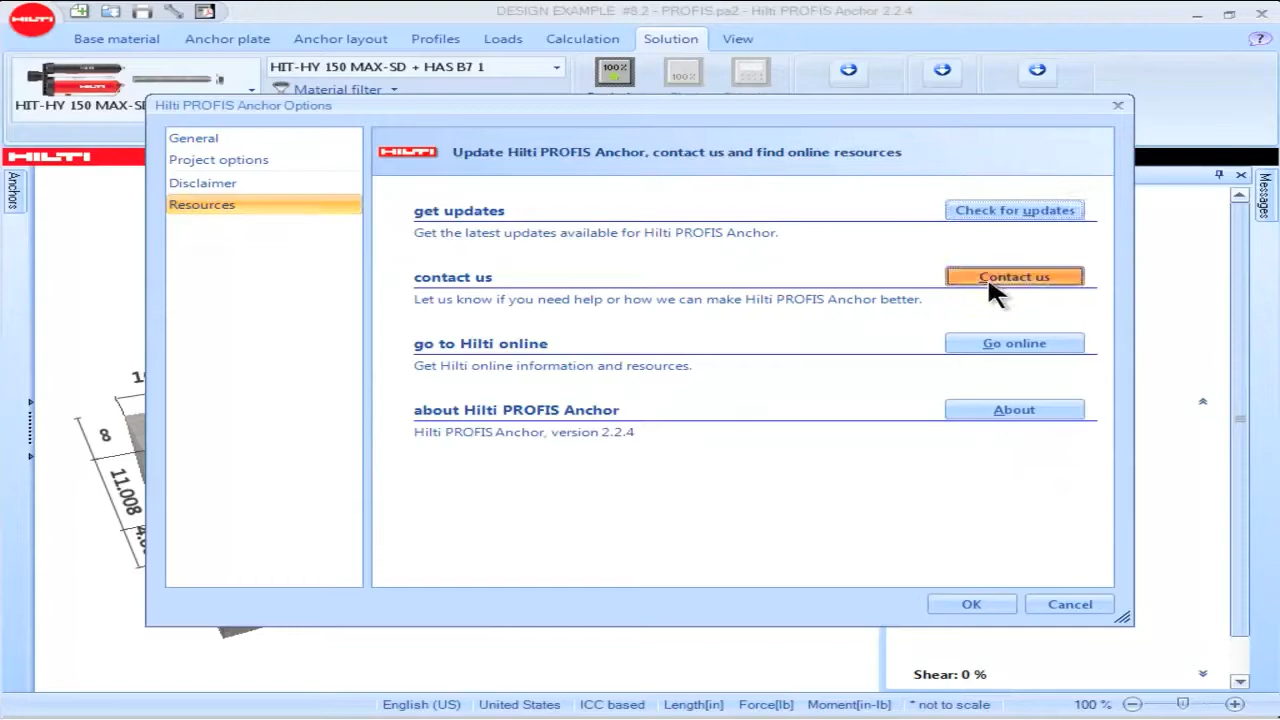 DESIGN EXAMPLE #8.2 - PROFIS.pa2 - Hilti PROFIS Anchor 2.2.4
HILTI
Base material Anchor plate Anchor layout Profiles Loads Calculation Solution View
HIT-HY 150 MAX-SD + HAS B7 1
100% 100%
Material filter
HIT-HY 150 MAX-S
Hilti PROFIS Anchor Options
HILTI
Anchors
Messages
General
Project options
Disclaimer
Resources
HILTI Update Hilti PROFIS Anchor, contact us and find online resources
get updates Check for updates
Get the latest updates available for Hilti PROFIS Anchor.
contact us Contact us
Let us know if you need help or how we can make Hilti PROFIS Anchor better.
go to Hilti online Go online
Get Hilti online information and resources.
about Hilti PROFIS Anchor About
Hilti PROFIS Anchor, version 2.2.4
8
11.008
OK Cancel
Shear: 0 %
English (US) United States ICC based Length[in] Force[lb] Moment[in-lb] * not to scale 100 %